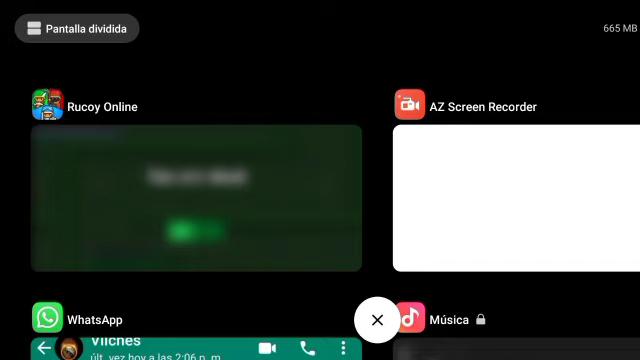 Pantalla dividida
665 MB
Rucoy Online
AZ Screen Recorder
WhatsApp
Música
Vilches
últ. vez hoy a las 2:06 p. m.